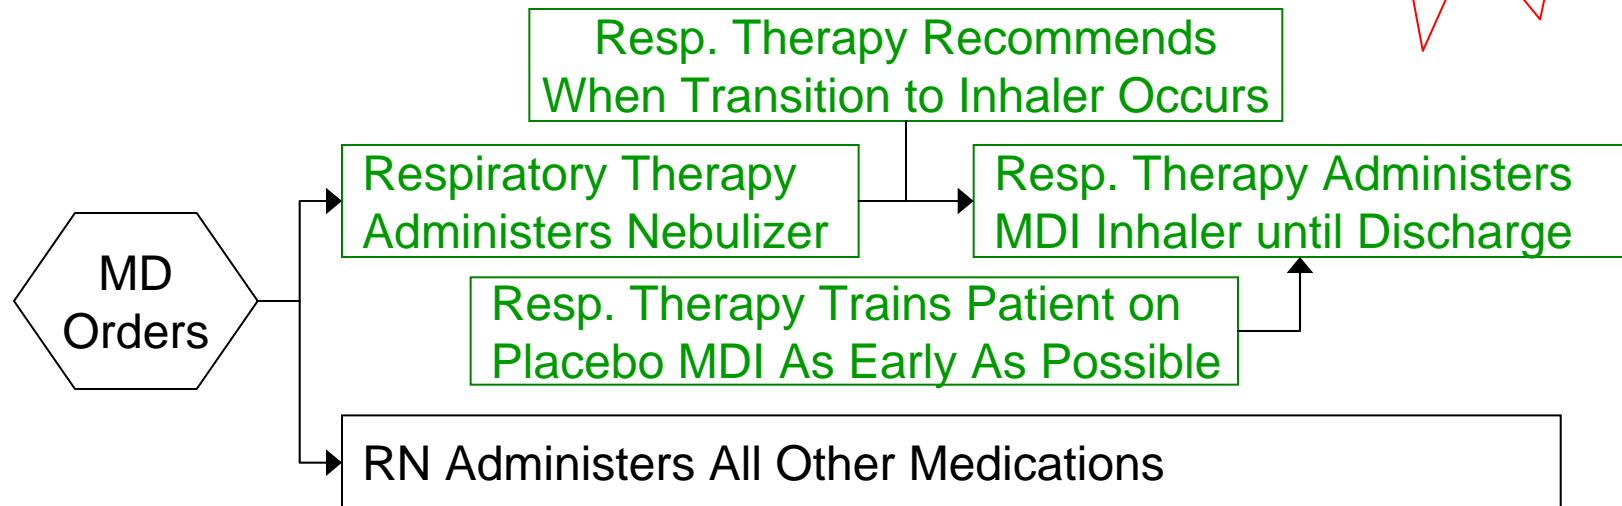 Resp. Therapy Recommends
When Transition to Inhaler Occurs
Respiratory Therapy
Administers Nebulizer
Resp. Therapy Administers
MDI Inhaler until Discharge
MD
Orders
Resp. Therapy Trains Patient on
Placebo MDI As Early As Possible
RN Administers All Other Medications